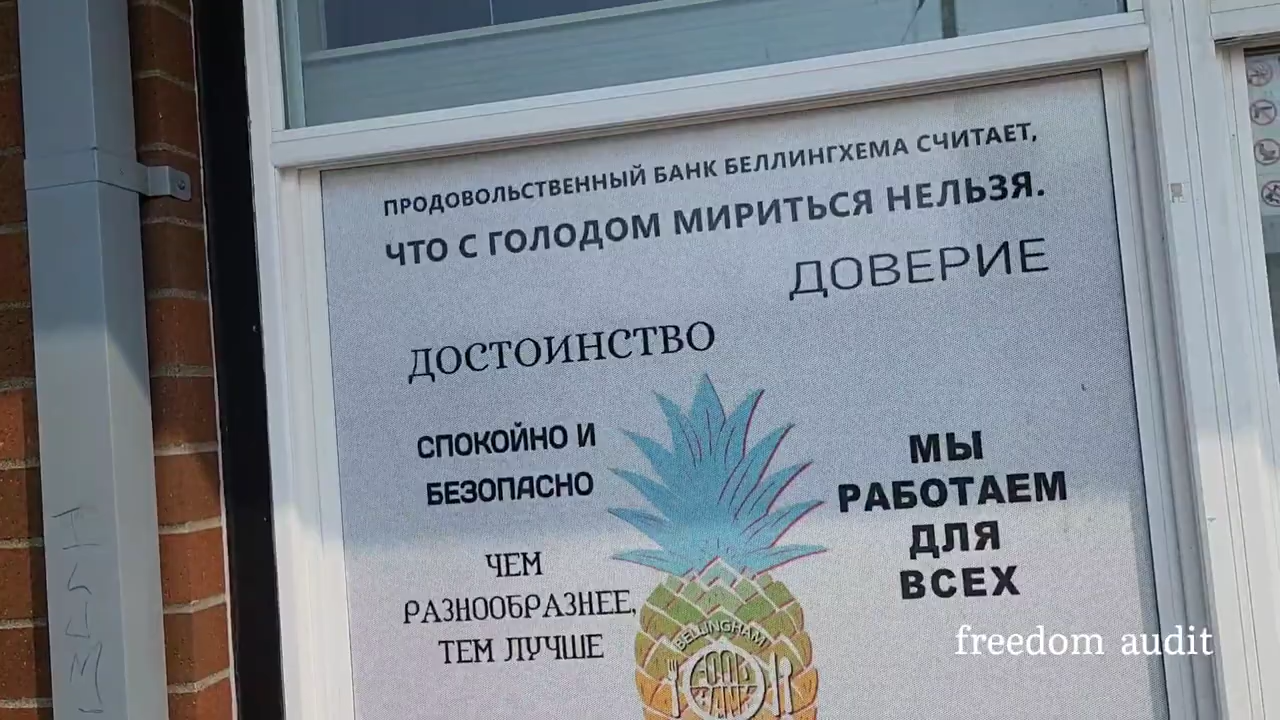 ПРОДОВОЛЬСТВЕННЫЙ БАНК БЕЛЛИНГХЕМА СЧИТАЕТ,
ЧТО С ГОЛОДОМ МИРИТЬСЯ НЕЛЬЗЯ.
ДОВЕРИЕ
ДОСТОИНСТВО
СПОКОЙНО И
БЕЗОПАСНО
МЫ
РАБОТАЕМ
ДЛЯ
ВСЕХ
ЧЕМ
РАЗНООБРАЗНЕЕ,
ТЕМ ЛУЧШЕ
BELLINGHAM
FOOD
BANK
freedom audit